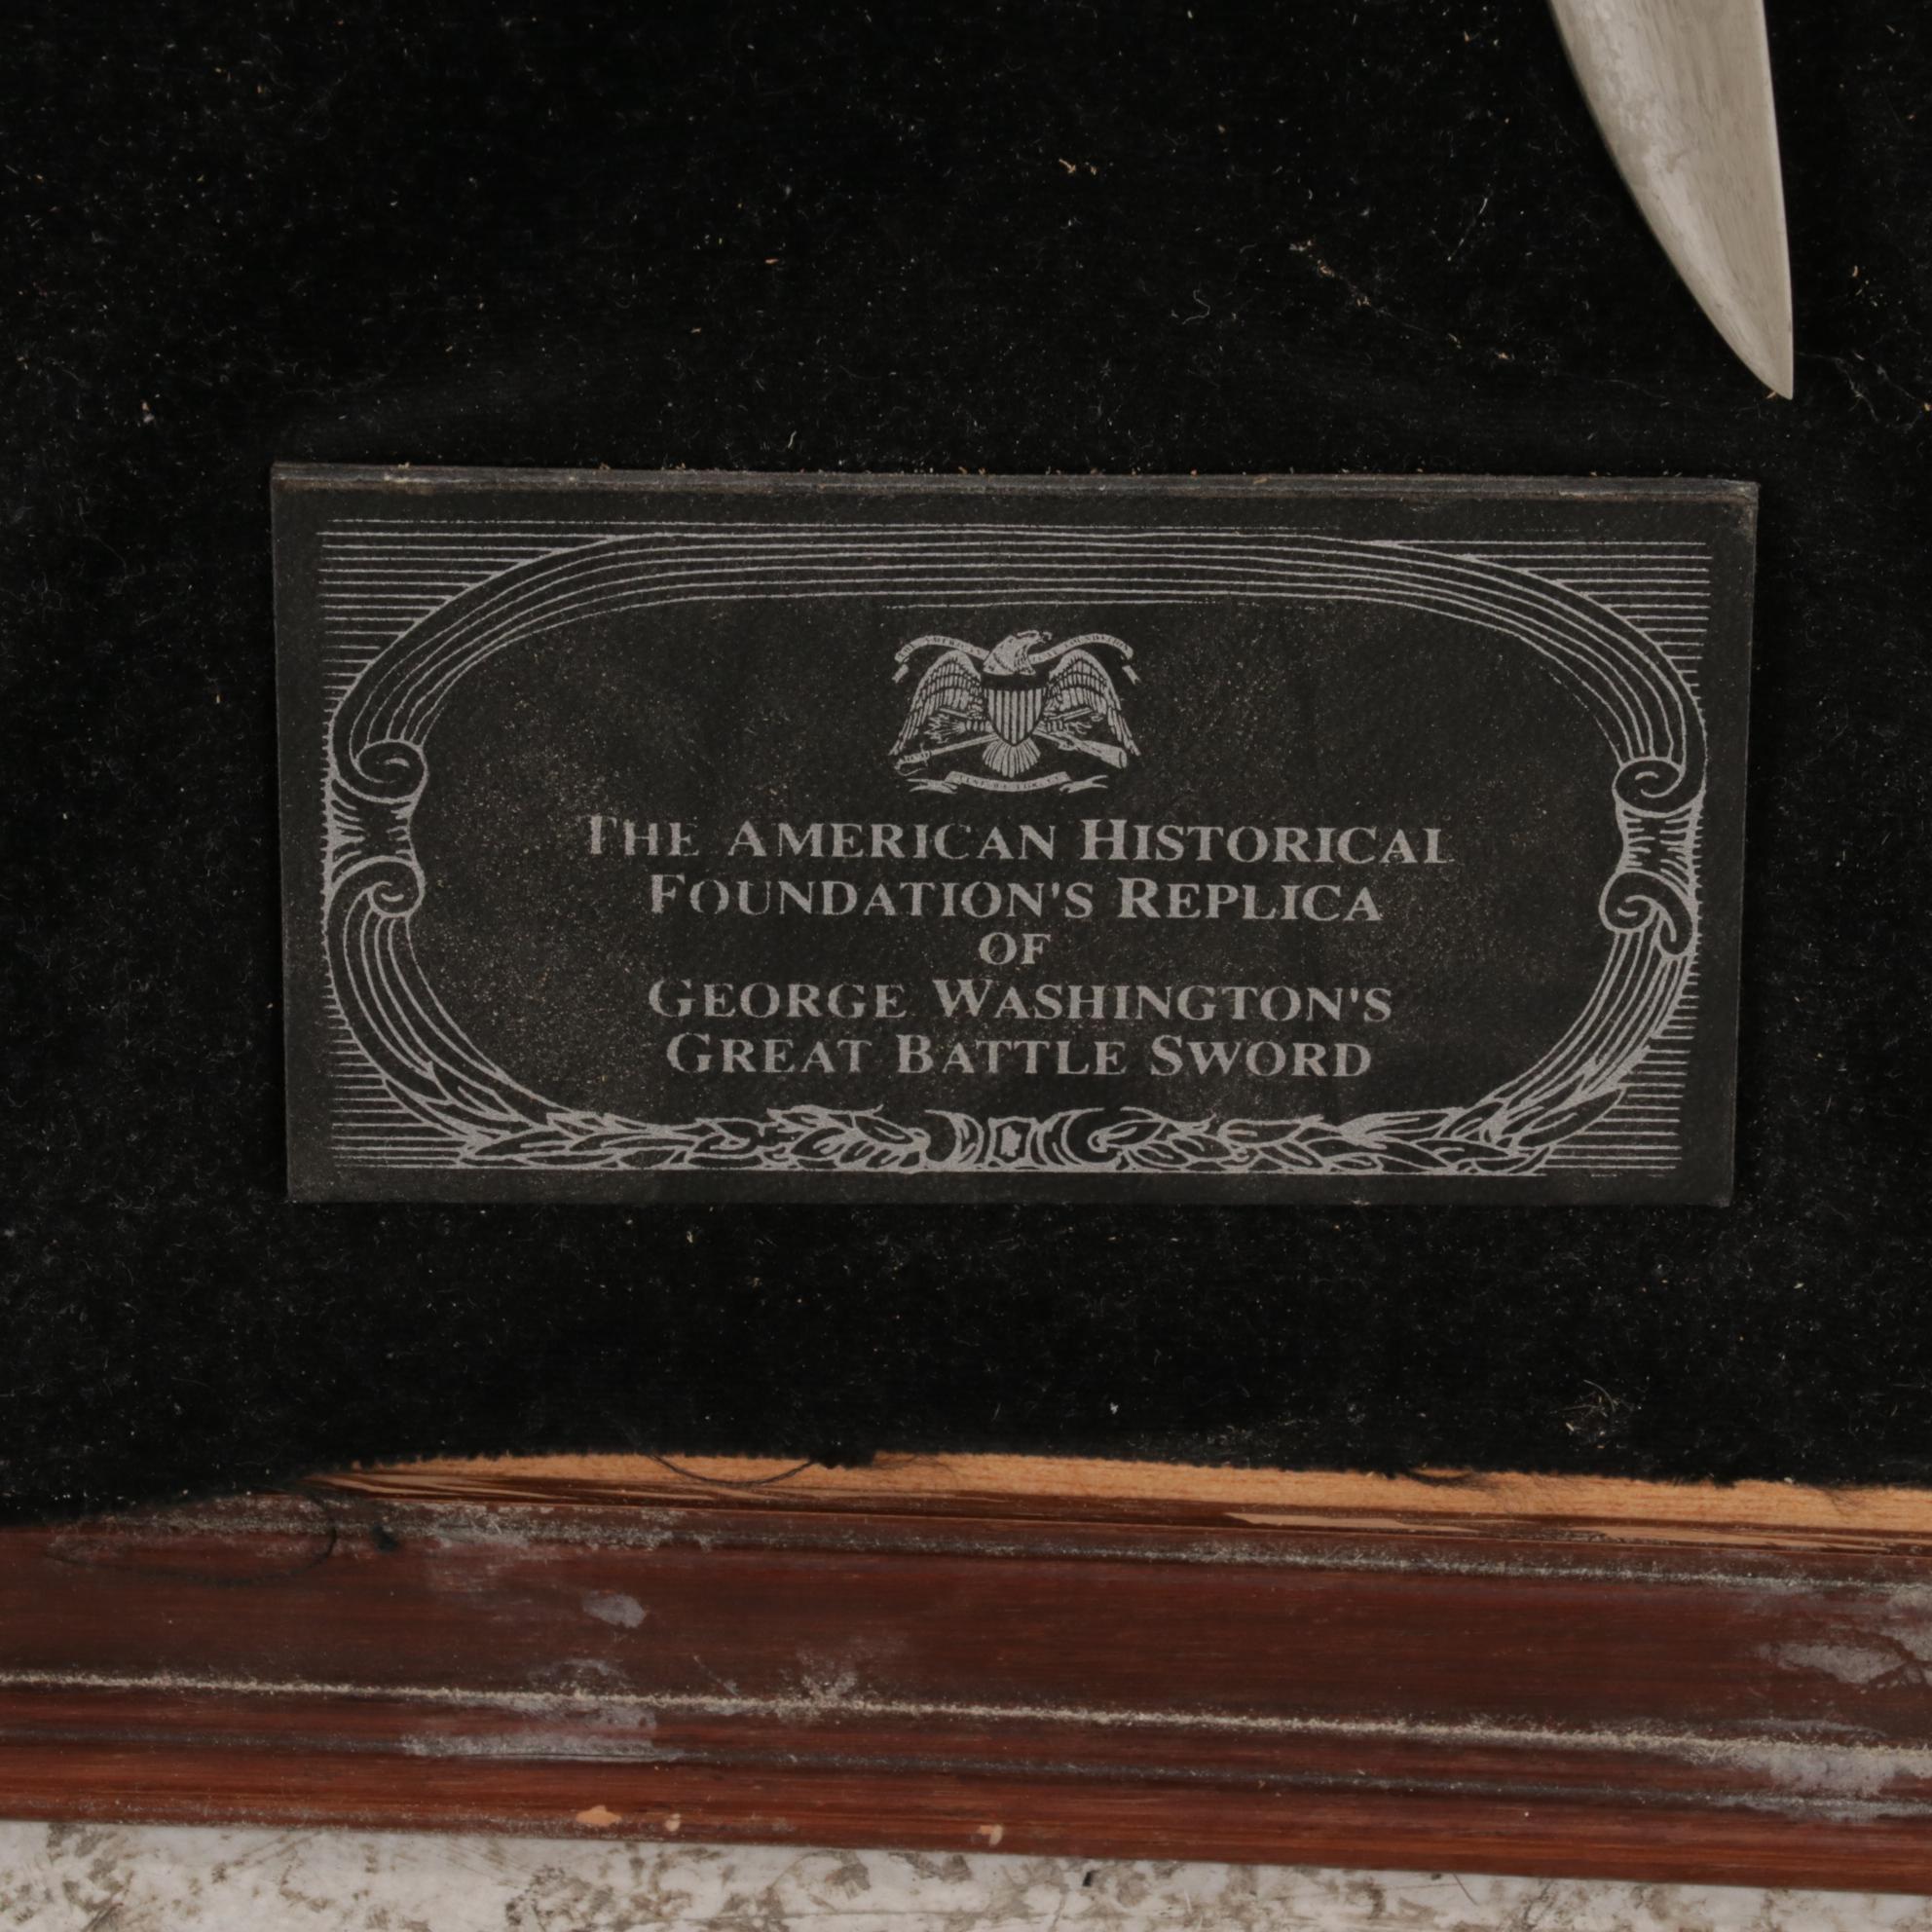 THE AMERICAN HISTORICAL
FOUNDATION'S REPLICA
OF
GEORGE WASHINGTON'S
GREAT BATTLE SWORD